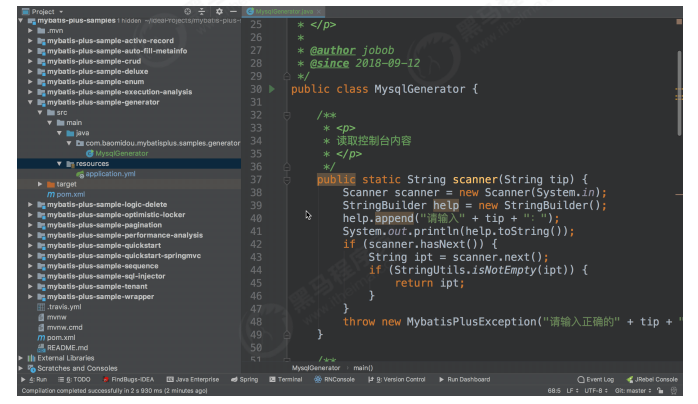 Project
MysqlGenerator.java
mybatis-plus-samples 1 hidden ~/IdeaProjects/mybatis-plus-
.mvn
mybatis-plus-sample-active-record
mybatis-plus-sample-auto-fill-metainfo
mybatis-plus-sample-crud
mybatis-plus-sample-deluxe
mybatis-plus-sample-enum
mybatis-plus-sample-execution-analysis
mybatis-plus-sample-generator
src
main
java
com.baomidou.mybatisplus.samples.generator
MysqlGenerator
resources
application.yml
target
pom.xml
mybatis-plus-sample-logic-delete
mybatis-plus-sample-optimistic-locker
mybatis-plus-sample-pagination
mybatis-plus-sample-performance-analysis
mybatis-plus-sample-quickstart
mybatis-plus-sample-quickstart-springmvc
mybatis-plus-sample-sequence
mybatis-plus-sample-sql-injector
mybatis-plus-sample-tenant
mybatis-plus-sample-wrapper
.travis.yml
mvnw
mvnw.cmd
pom.xml
README.md
External Libraries
Scratches and Consoles
25 * </p>
26 *
27 * @author jobob
28 * @since 2018-09-12
29 */
30 public class MysqlGenerator {
31
32 /**
33 * <p>
34 * 读取控制台内容
35 * </p>
36 */
37 public static String scanner(String tip) {
38 Scanner scanner = new Scanner(System.in);
39 StringBuilder help = new StringBuilder();
40 help.append("请输入" + tip + "：");
41 System.out.println(help.toString());
42 if (scanner.hasNext()) {
43 String ipt = scanner.next();
44 if (StringUtils.isNotEmpty(ipt)) {
45 return ipt;
46 }
47 }
48 throw new MybatisPlusException("请输入正确的" + tip + "
49 }
50
51 /**
MysqlGenerator › main()
4: Run 6: TODO FindBugs-IDEA Java Enterprise Spring Terminal RNConsole 9: Version Control Run Dashboard Event Log JRebel Console
Compilation completed successfully in 2 s 930 ms (2 minutes ago) 68:5 LF UTF-8 Git: master